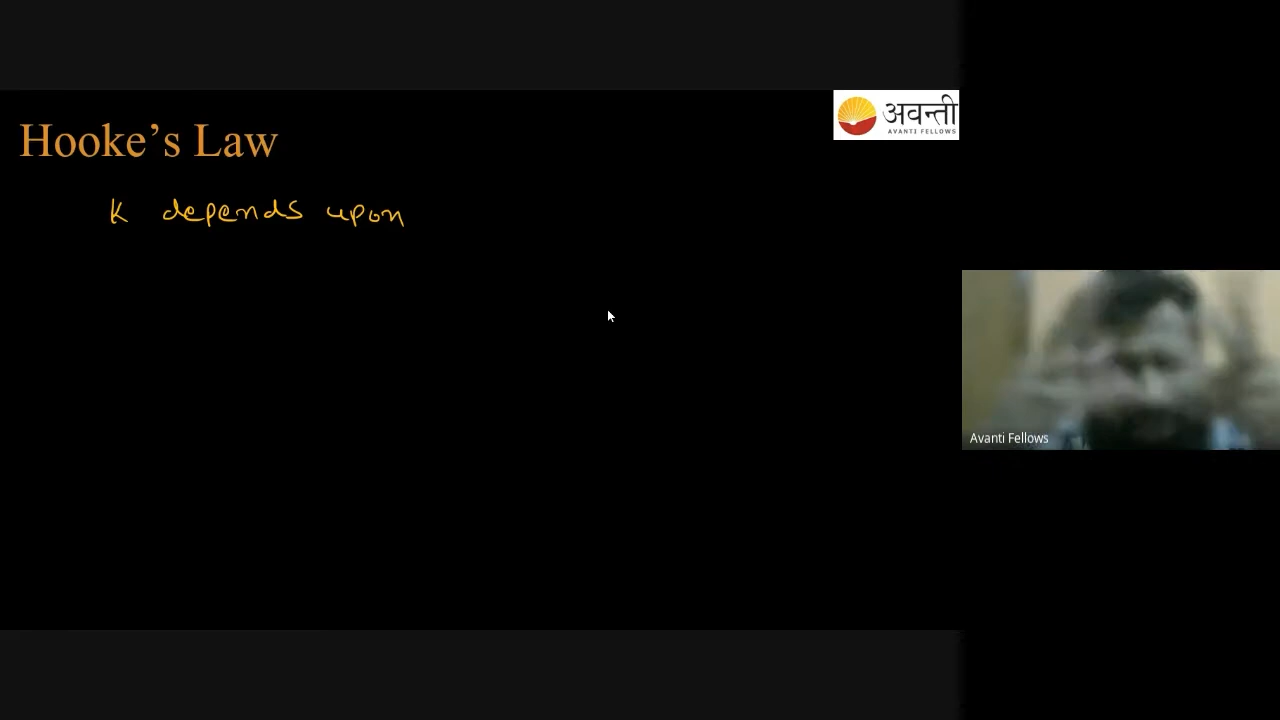 अवन्ती
AVANTI FELLOWS
Hooke's Law
K depends upon
Avanti Fellows